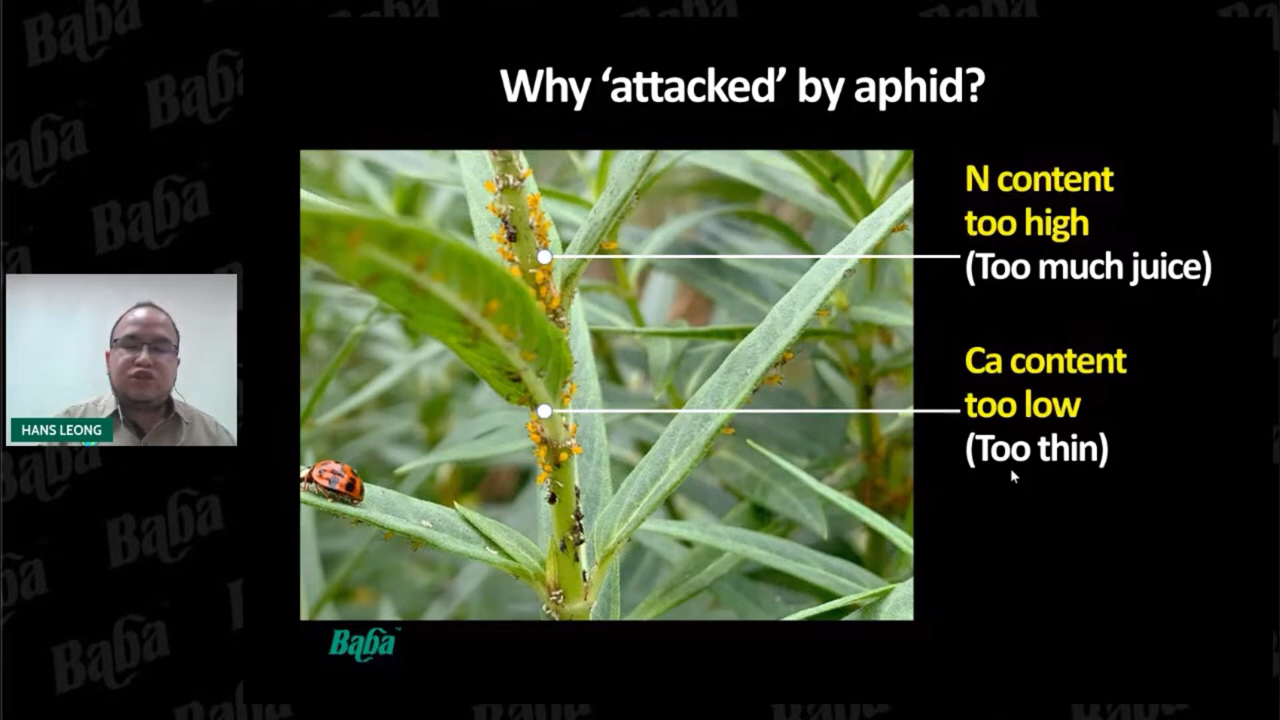 Why ‘attacked’ by aphid?
N content
too high
(Too much juice)
Ca content
too low
(Too thin)
HANS LEONG
Baba